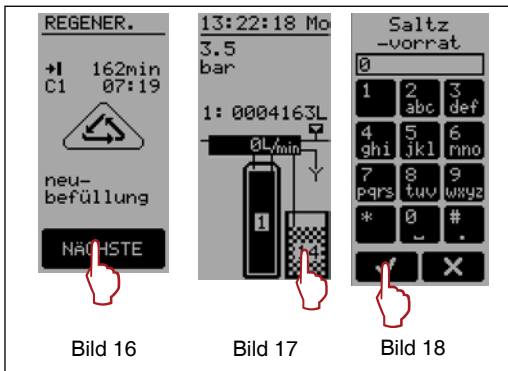 REGENER.
162min
C1 07:19
neu-
befüllung
NÄCHSTE
Bild 16
13:22:18 Mo
3.5
bar
1: 0004163L
0L/min
1
Bild 17
Saltz
-vorrat
0
1 2 3
abc def
4 5 6
ghi jkl mno
7 8 9
pqrs tuv wxyz
* 0 #
Bild 18